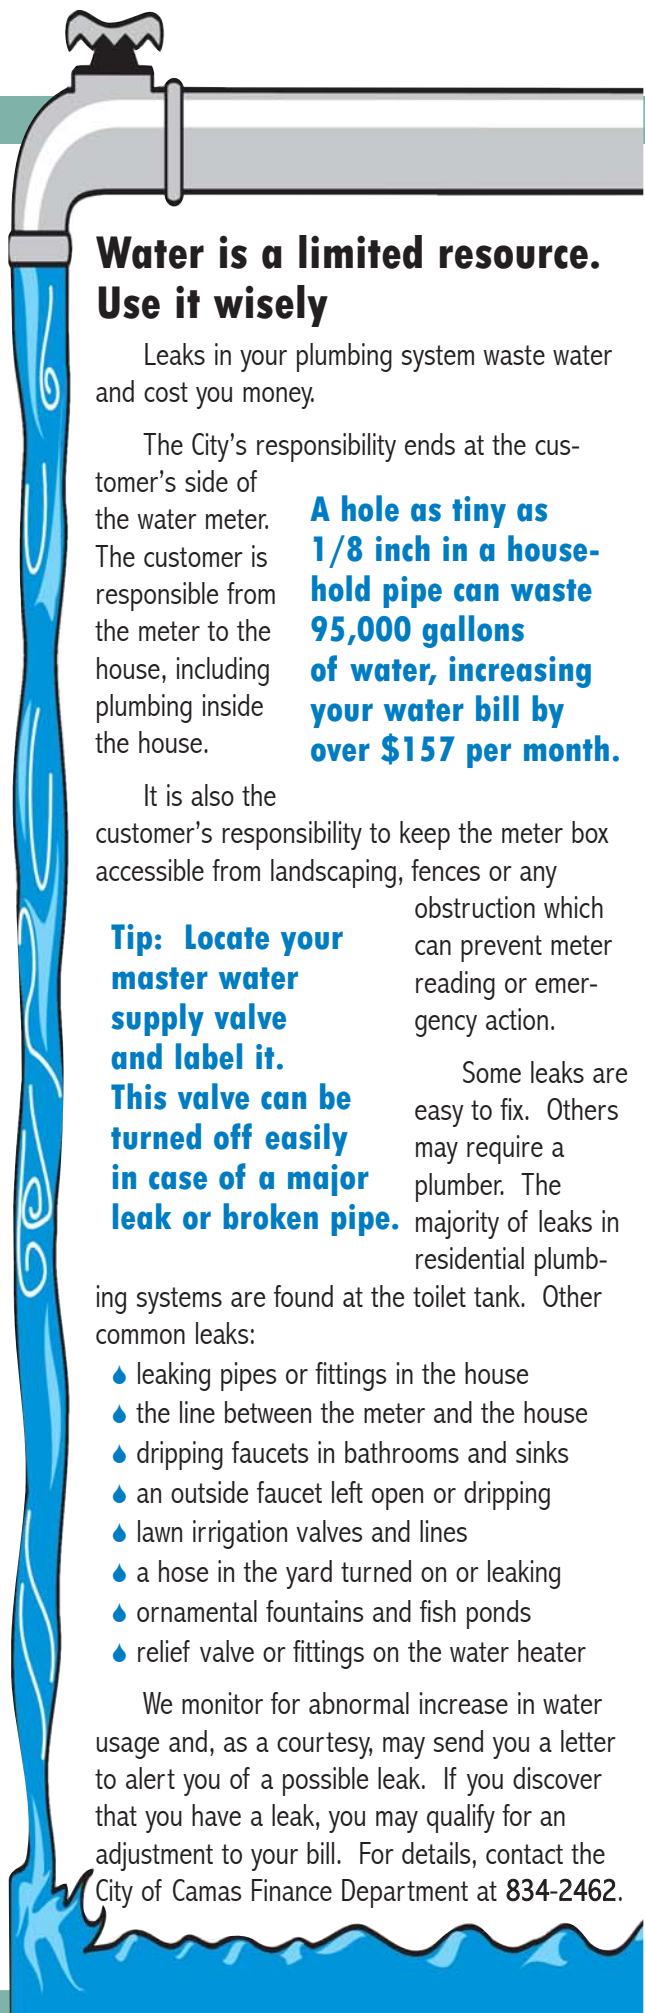 Water is a limited resource.
Use it wisely
Leaks in your plumbing system waste water
and cost you money.
The City's responsibility ends at the cus-
tomer's side of
the water meter.
The customer is
responsible from
the meter to the
house, including
plumbing inside
the house.
A hole as tiny as
1/8 inch in a house-
hold pipe can waste
95,000 gallons
of water, increasing
your water bill by
over $157 per month.
It is also the
customer's responsibility to keep the meter box
accessible from landscaping, fences or any
obstruction which
can prevent meter
reading or emer-
gency action.
Tip:  Locate your
master water
supply valve
and label it.
This valve can be
turned off easily
in case of a major
leak or broken pipe.
Some leaks are
easy to fix.  Others
may require a
plumber.  The
majority of leaks in
residential plumb-
ing systems are found at the toilet tank.  Other
common leaks:
leaking pipes or fittings in the house
the line between the meter and the house
dripping faucets in bathrooms and sinks
an outside faucet left open or dripping
lawn irrigation valves and lines
a hose in the yard turned on or leaking
ornamental fountains and fish ponds
relief valve or fittings on the water heater
We monitor for abnormal increase in water
usage and, as a courtesy, may send you a letter
to alert you of a possible leak.  If you discover
that you have a leak, you may qualify for an
adjustment to your bill.  For details, contact the
City of Camas Finance Department at 834-2462.